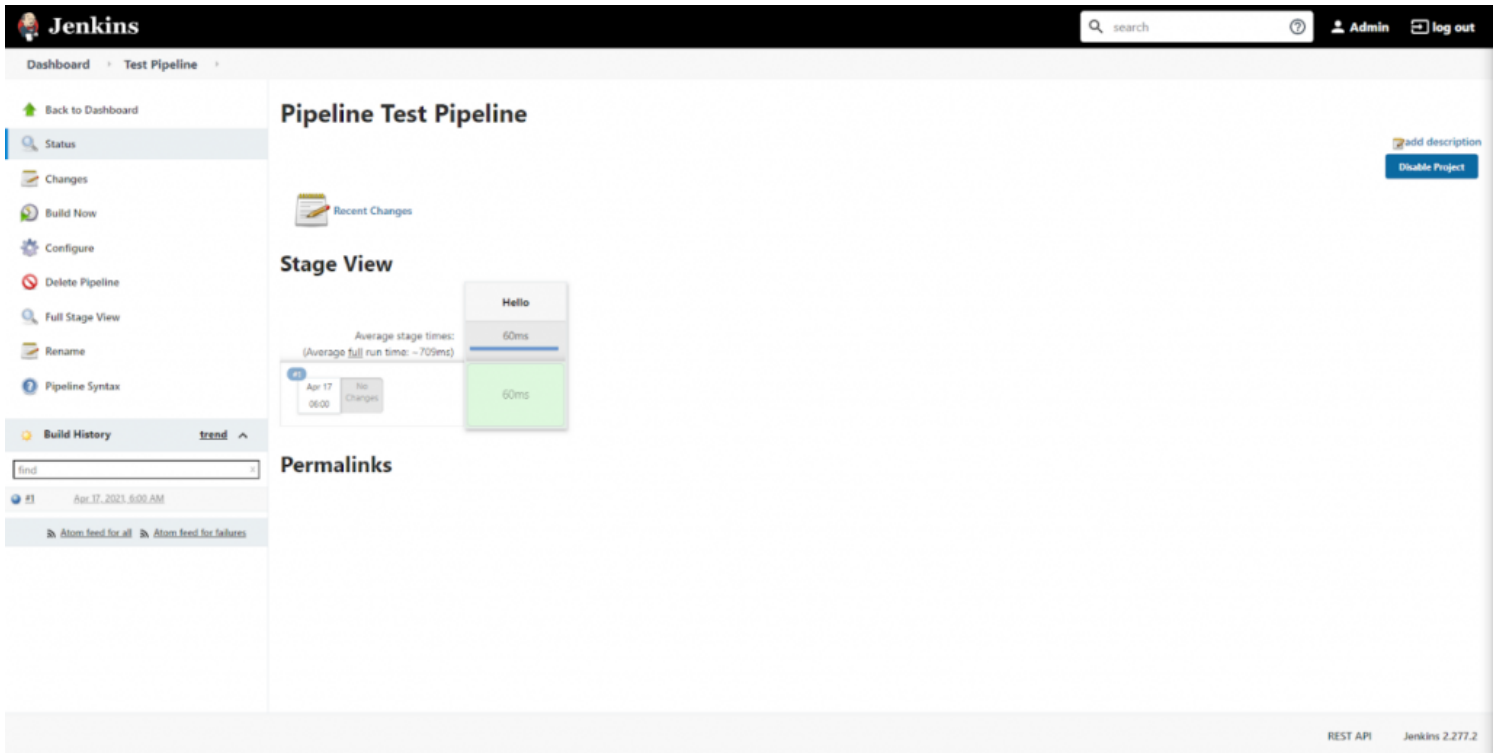 Jenkins
search
Admin
log out
Dashboard
Test Pipeline
Back to Dashboard
Status
Changes
Build Now
Configure
Delete Pipeline
Full Stage View
Rename
Pipeline Syntax
Build History
trend
find
x
#1
Apr 17, 2021, 6:00 AM
Atom feed for all
Atom feed for failures
Pipeline Test Pipeline
add description
Disable Project
Recent Changes
Stage View
Hello
Average stage times:
60ms
(Average full run time: ~709ms)
#1
Apr 17
06:00
No
Changes
60ms
Permalinks
REST API
Jenkins 2.277.2